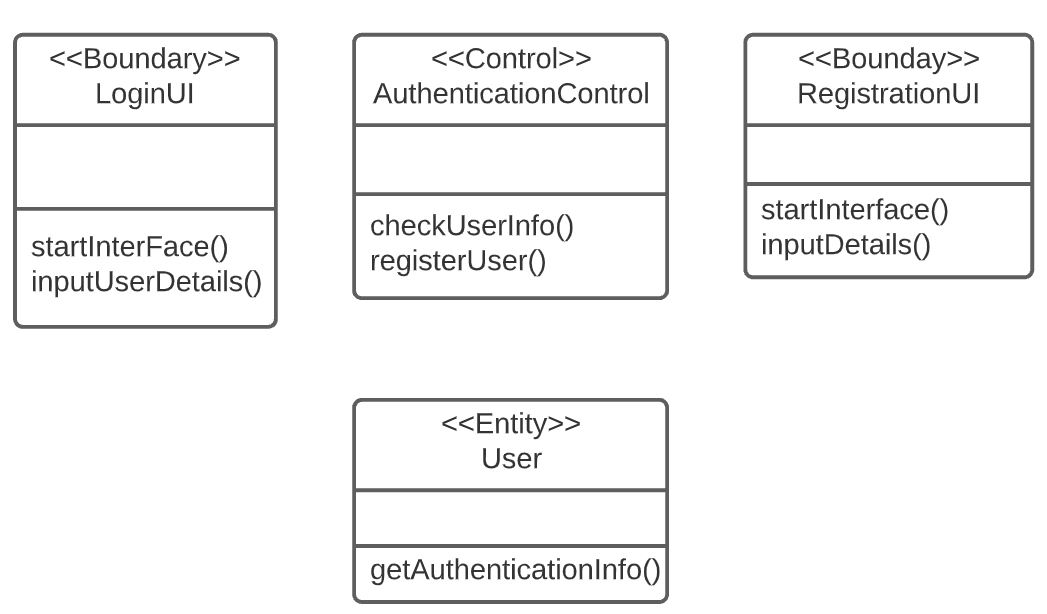 <<Boundary>>
LoginUI
startInterFace()
inputUserDetails()
<<Control>>
AuthenticationControl
checkUserInfo()
registerUser()
<<Bounday>>
RegistrationUI
startInterface()
inputDetails()
<<Entity>>
User
getAuthenticationInfo()